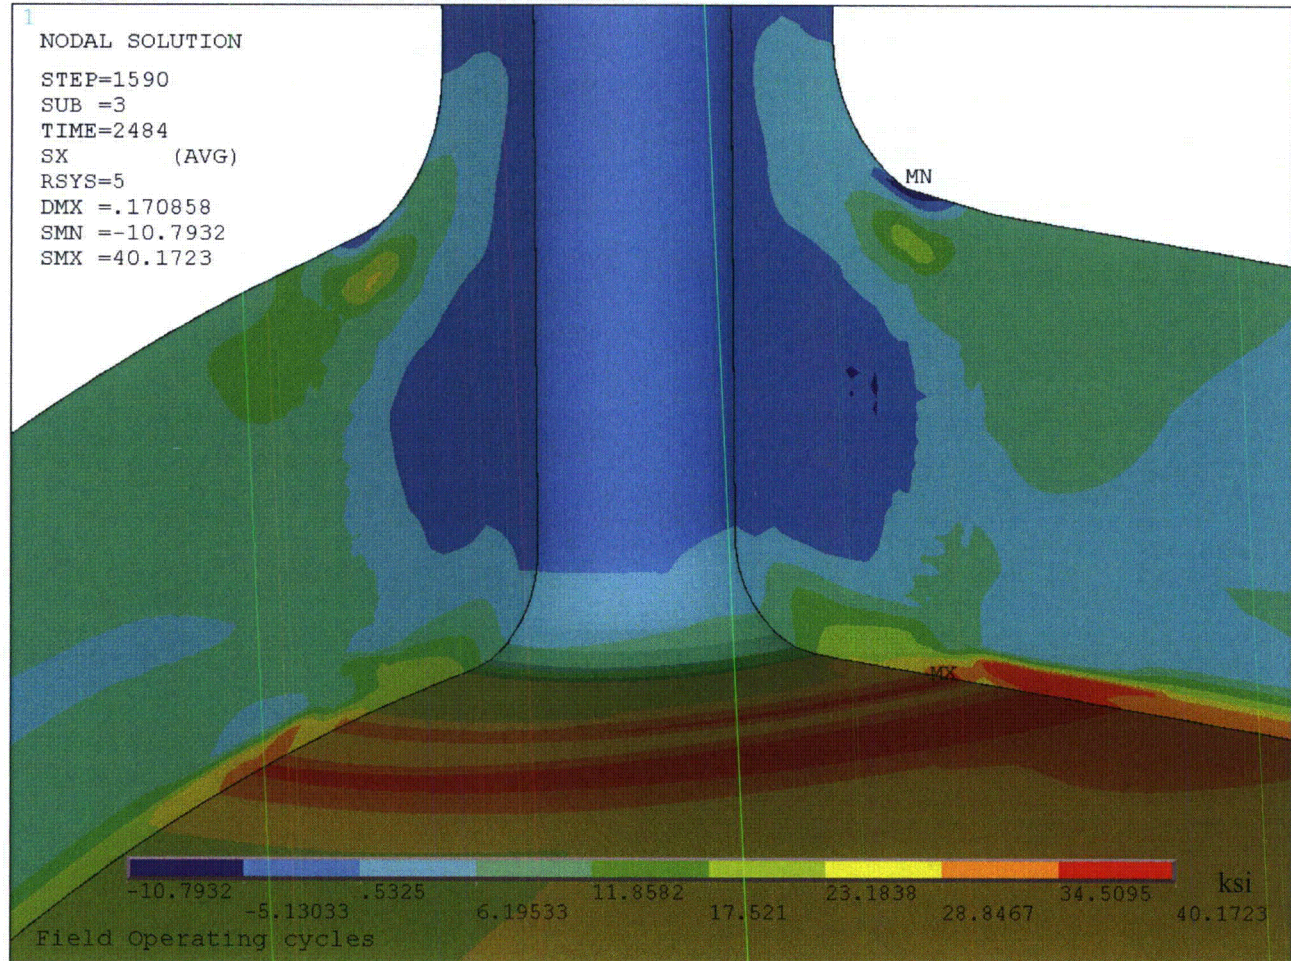 1
NODAL SOLUTION
STEP=1590
SUB =3
TIME=2484
SX (AVG)
RSYS=5
DMX =.170858
SMN =-10.7932
SMX =40.1723
MN
MX
-10.7932 .5325 11.8582 23.1838 34.5095 ksi
-5.13033 6.19533 17.521 28.8467 40.1723
Field Operating cycles